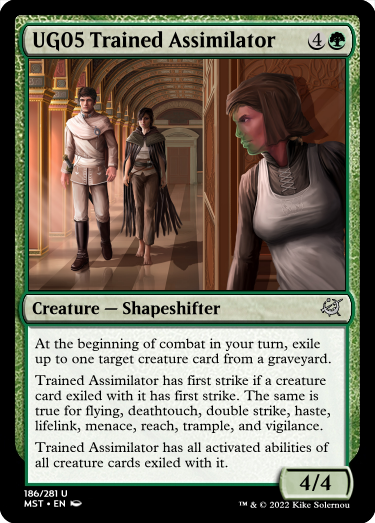 UG05 Trained Assimilator 4
Creature — Shapeshifter
At the beginning of combat in your turn, exile
up to one target creature card from a graveyard.
Trained Assimilator has first strike if a creature
card exiled with it has first strike. The same is
true for flying, deathtouch, double strike, haste,
lifelink, menace, reach, trample, and vigilance.
Trained Assimilator has all activated abilities of
all creature cards exiled with it.
4/4
186/281 U
MST • EN ™ & © 2022 Kike Solernou